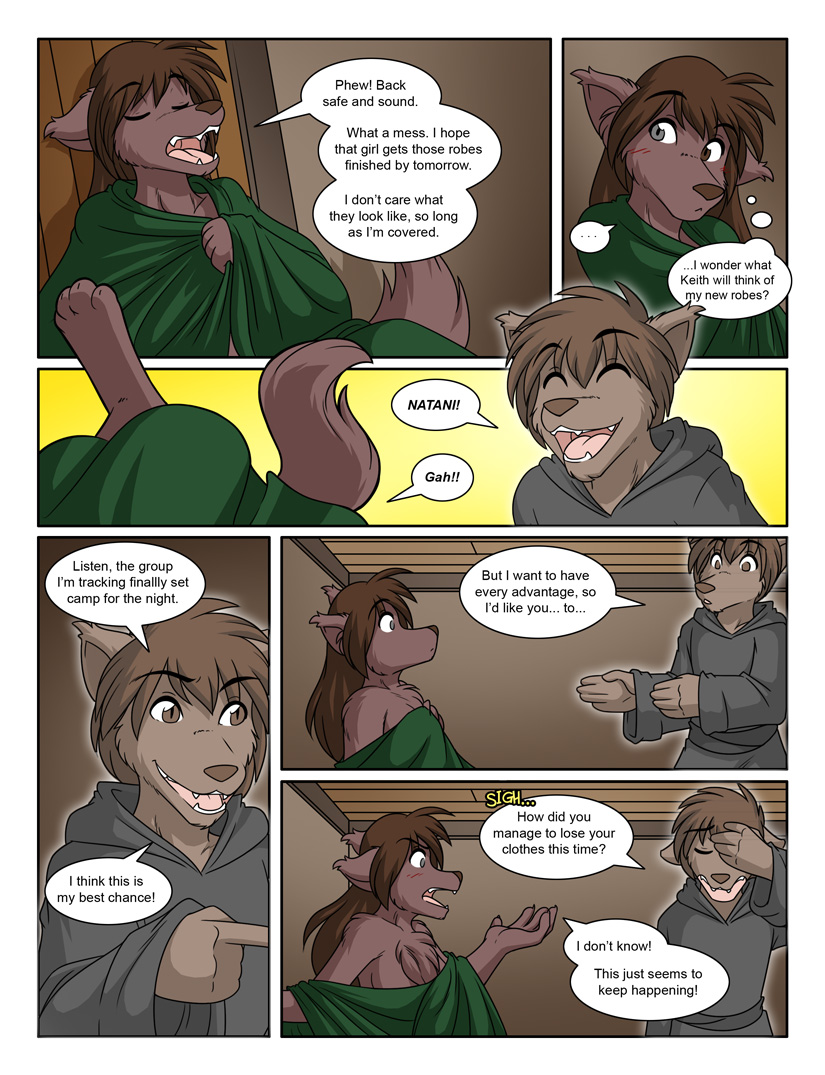 Phew! Back
safe and sound.
What a mess. I hope
that girl gets those robes
finished by tomorrow.
I don't care what
they look like, so long
as I'm covered.
. . .
...I wonder what
Keith will think of
my new robes?
NATANI!
Gah!!
Listen, the group
I'm tracking finallly set
camp for the night.
I think this is
my best chance!
But I want to have
every advantage, so
I'd like you... to...
SIGH...
How did you
manage to lose your
clothes this time?
I don't know!
This just seems to
keep happening!